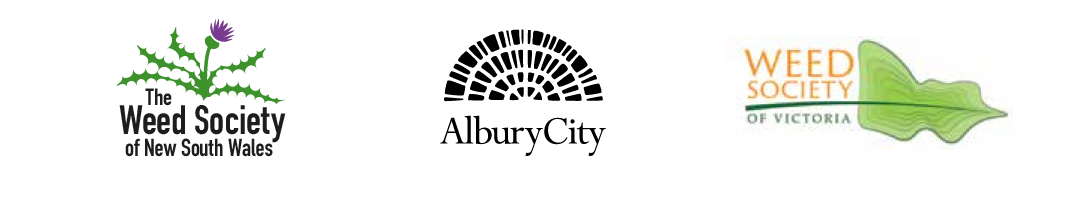 The
Weed Society
of New South Wales
AlburyCity
WEED
SOCIETY
OF VICTORIA